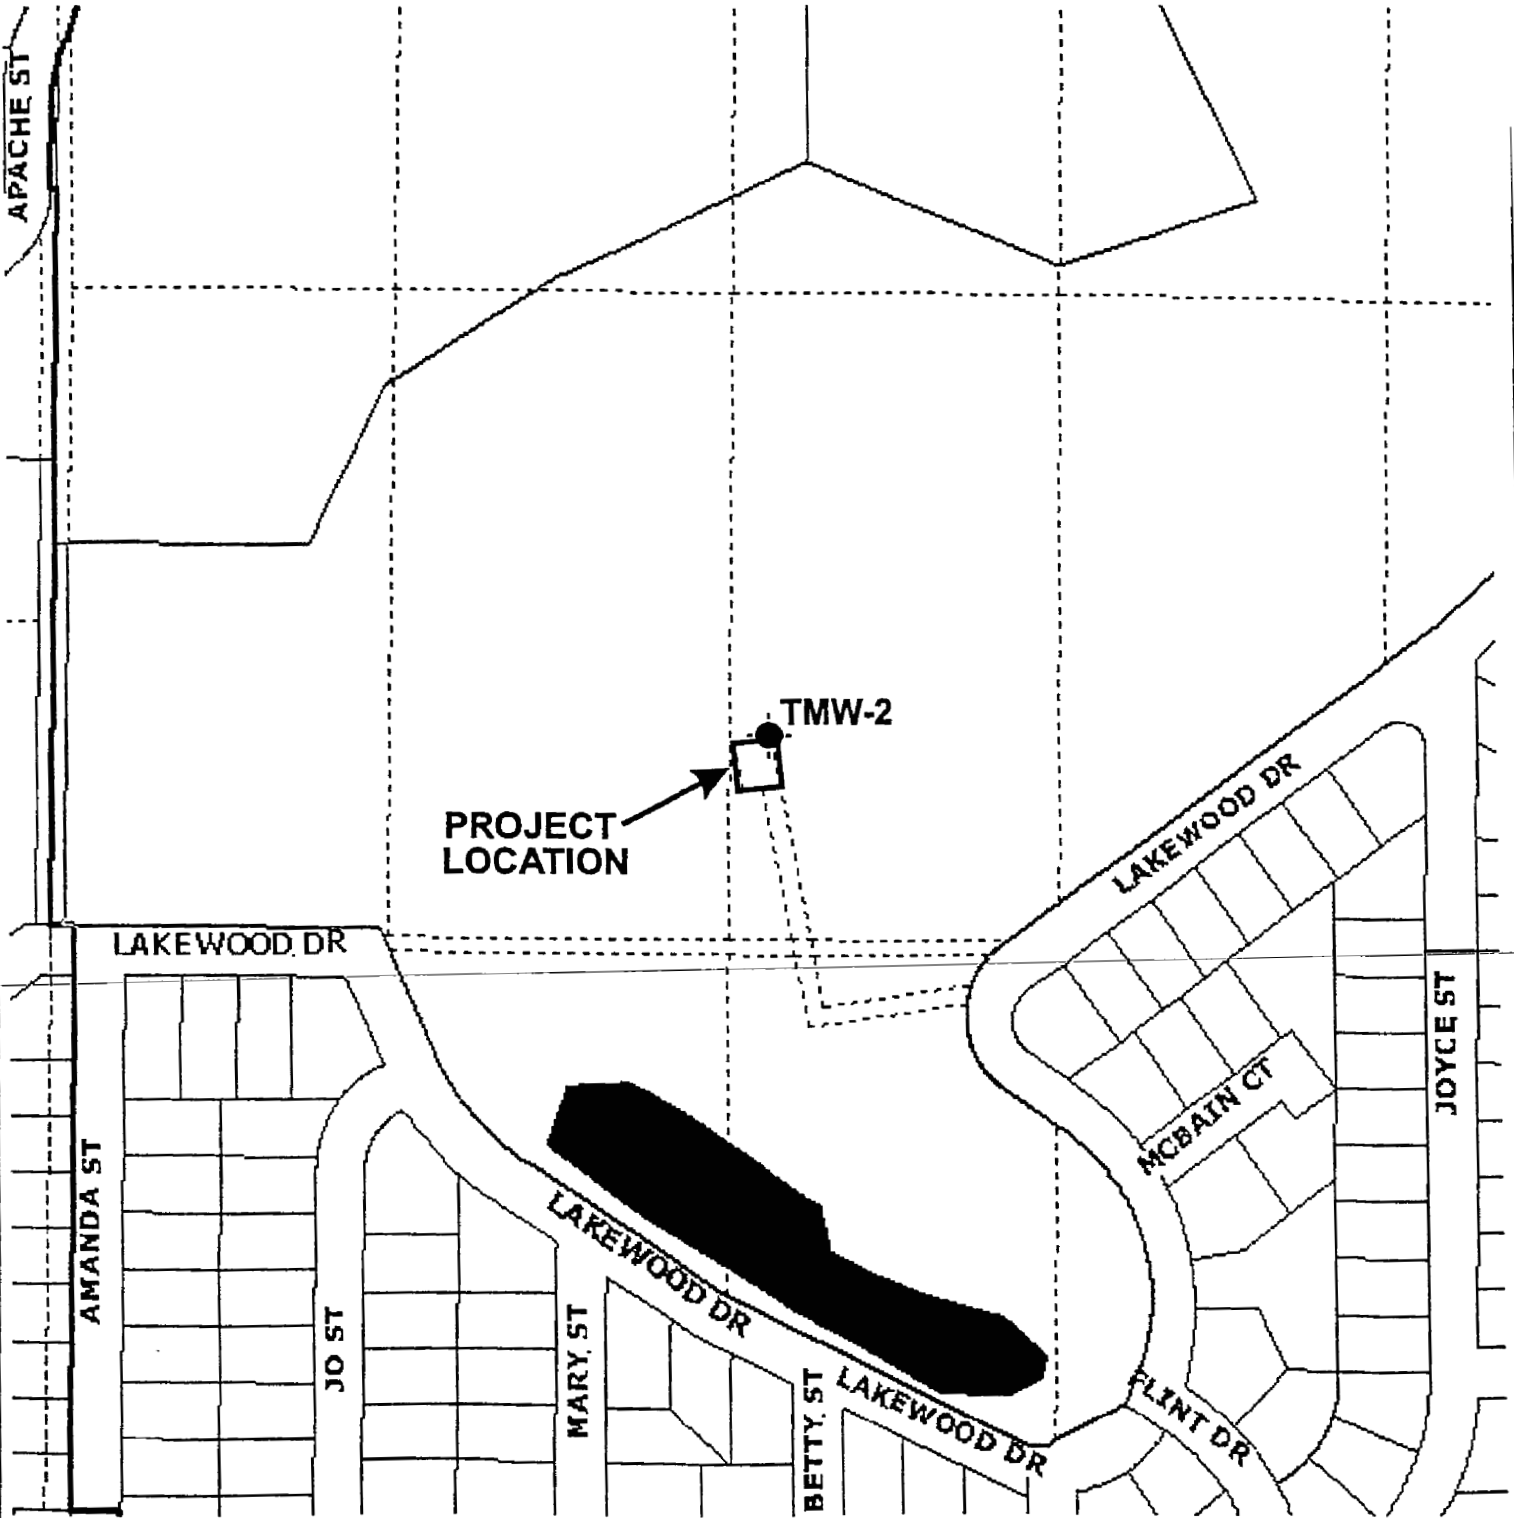 APACHE ST
TMW-2
PROJECT
LOCATION
LAKEWOOD DR
LAKEWOOD DR
JOYCE ST
MCBAIN CT
AMANDA ST
LAKEWOOD DR
JO ST
MARY ST
BETTY ST
LAKEWOOD DR
FLINT DR